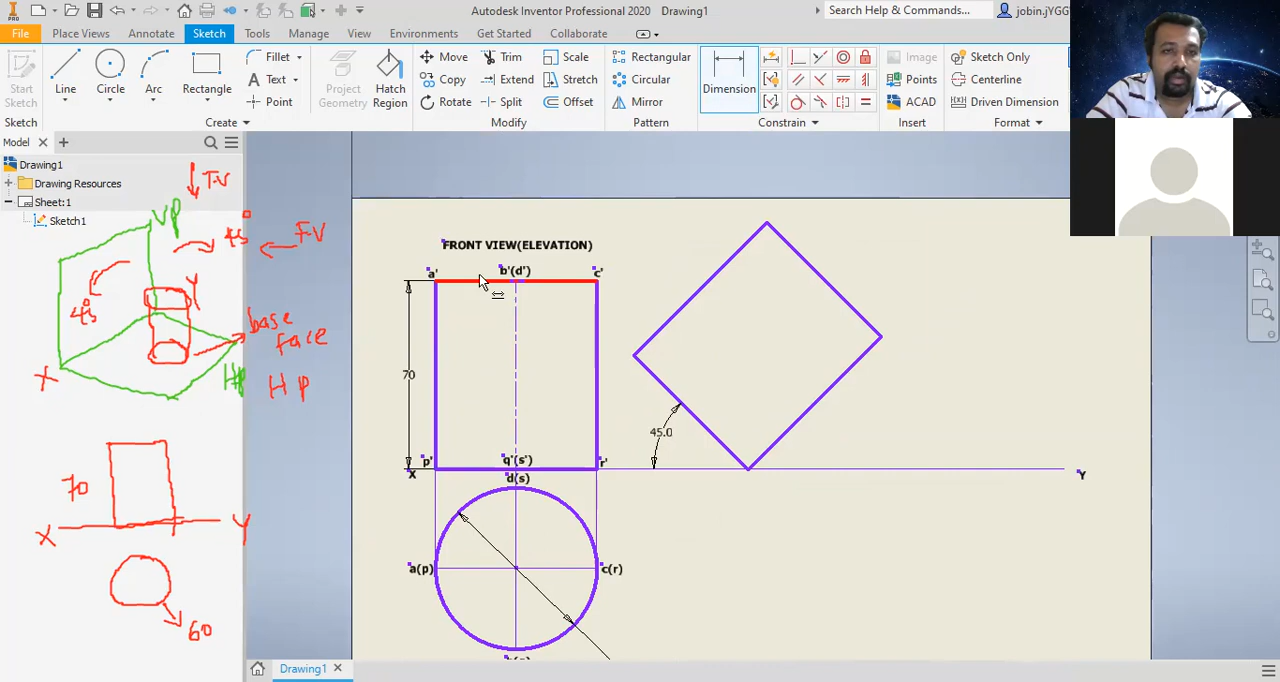 Autodesk Inventor Professional 2020 Drawing1
Search Help & Commands...
jobin.jYGG
File Place Views Annotate Sketch Tools Manage View Environments Get Started Collaborate
Start Sketch
Line
Circle
Arc
Rectangle
Fillet
Text
Point
Project Geometry
Hatch Region
Move
Copy
Rotate
Trim
Extend
Split
Scale
Stretch
Offset
Rectangular
Circular
Mirror
Dimension
Image
Points
ACAD
Sketch Only
Centerline
Driven Dimension
Sketch Create Modify Pattern Constrain Insert Format
Model
Drawing1
Drawing Resources
Sheet:1
Sketch1
T.V
VP
45°
F.V
45°
Y
base face
X
HP
HP
70
X
Y
60
FRONT VIEW(ELEVATION)
a'
b'(d')
c'
70
45.0
p'
q'(s')
r'
X
Y
d(s)
a(p)
c(r)
Drawing1